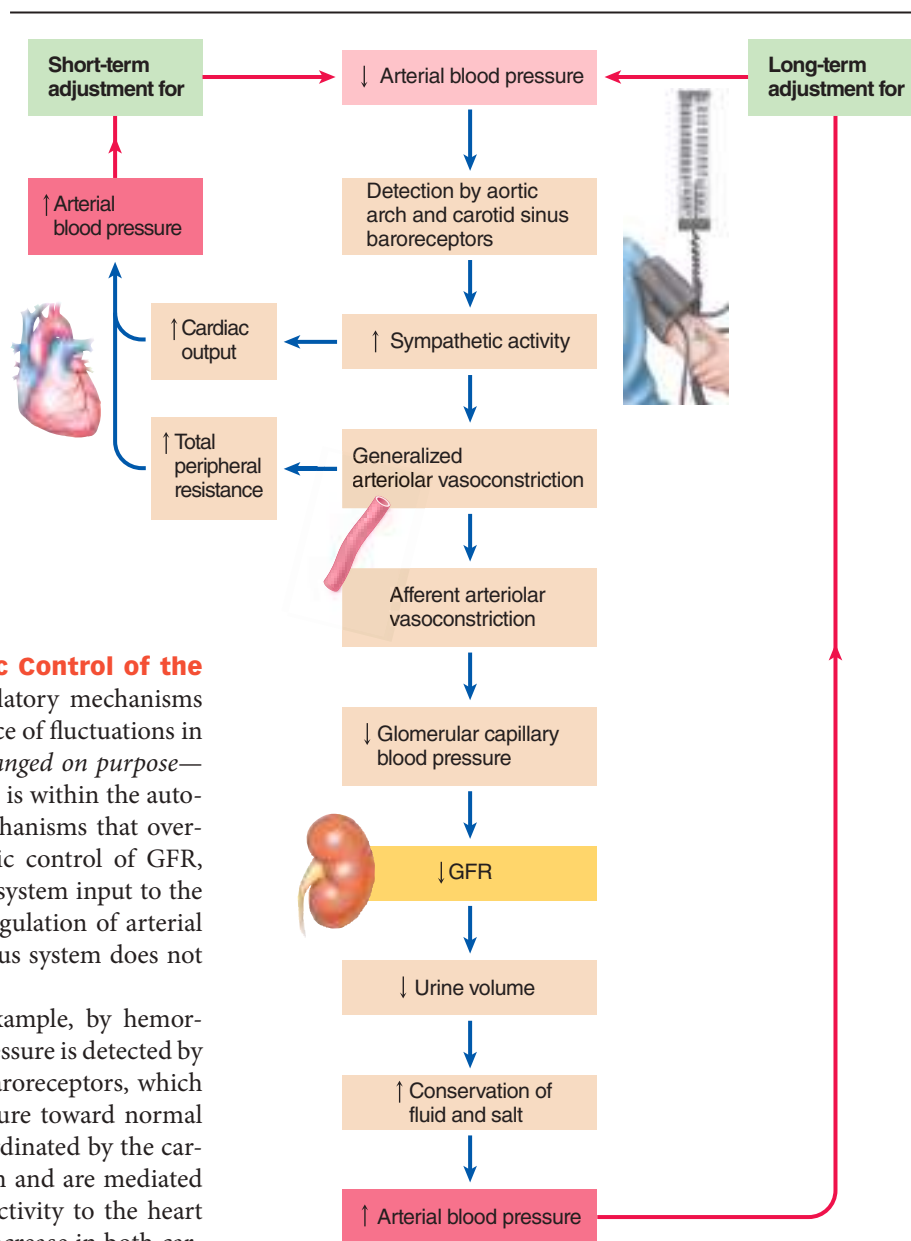 Short-term
adjustment for
↓ Arterial blood pressure
Long-term
adjustment for
↑ Arterial
blood pressure
Detection by aortic
arch and carotid sinus
baroreceptors
↑ Cardiac
output
↑ Sympathetic activity
↑ Total
peripheral
resistance
Generalized
arteriolar vasoconstriction
Afferent arteriolar
vasoconstriction
↓ Glomerular capillary
blood pressure
↓ GFR
↓ Urine volume
↑ Conservation of
fluid and salt
↑ Arterial blood pressure
c Control of the
latory mechanisms
ce of fluctuations in
anged on purpose—
is within the auto-
hanisms that over-
ic control of GFR,
system input to the
gulation of arterial
us system does not
xample, by hemor-
essure is detected by
aroreceptors, which
ure toward normal
rdinated by the car-
n and are mediated
ctivity to the heart